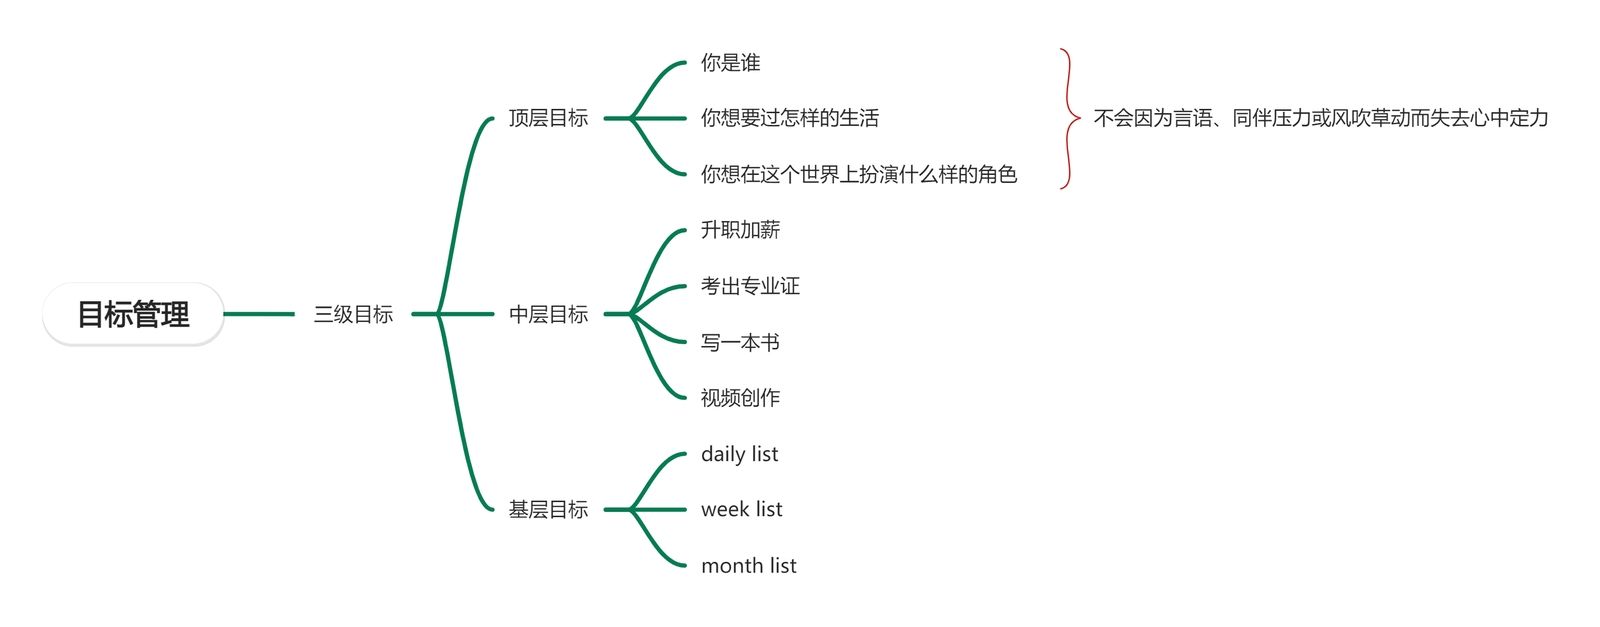 目标管理
三级目标
顶层目标
你是谁
你想要过怎样的生活
你想在这个世界上扮演什么样的角色
不会因为言语、同伴压力或风吹草动而失去心中定力
中层目标
升职加薪
考出专业证
写一本书
视频创作
基层目标
daily list
week list
month list